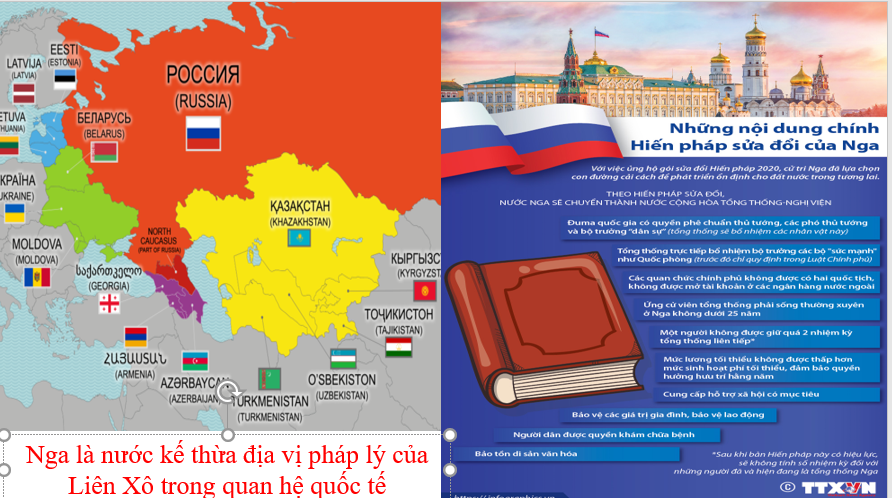 EESTI
(ESTONIA)
LATVIJA
(LATVIA)
РОССИЯ
(RUSSIA)
БЕЛАРУСЬ
(BELARUS)
ҚАЗАҚСТАН
(KHAZAKHSTAN)
NORTH
CAUCASUS
(PART OF RUSSIA)
MOLDOVA
(MOLDOVA)
საქართველო
(GEORGIA)
ՀԱՅԱՍՏԱՆ
(ARMENIA)
AZƏRBAYCAN
(AZERBAIJAN)
TÜRKMENISTAN
(TURKMENISTAN)
O'SBEKISTON
(UZBEKISTAN)
ТОҶИКИСТОН
(TAJIKISTAN)
Nga là nước kế thừa địa vị pháp lý của
Liên Xô trong quan hệ quốc tế
Những nội dung chính
Hiến pháp sửa đổi của Nga
Với việc ủng hộ gói sửa đổi Hiến pháp 2020, cử tri Nga đã lựa chọn
con đường cải cách để phát triển ổn định cho đất nước trong tương lai.
THEO HIẾN PHÁP SỬA ĐỔI,
NƯỚC NGA SẼ CHUYỂN THÀNH NƯỚC CỘNG HÒA TỔNG THỐNG-NGHỊ VIỆN
Đuma quốc gia có quyền phê chuẩn thủ tướng, các phó thủ tướng
và bộ trưởng "dân sự" (tổng thống sẽ bổ nhiệm các nhân vật này)
Tổng thống trực tiếp bổ nhiệm bộ trưởng các bộ "sức mạnh"
như Quốc phòng (trước đó chỉ quy định trong Luật Chính phủ)
Các quan chức chính phủ không được có hai quốc tịch,
không được mở tài khoản ở các ngân hàng nước ngoài
Ứng cử viên tổng thống phải sống thường xuyên
ở Nga không dưới 25 năm
Một người không được giữ quá 2 nhiệm kỳ
tổng thống liên tiếp*
Mức lương tối thiểu không được thấp hơn
mức sinh hoạt phí tối thiểu, đảm bảo quyền
hưởng hưu trí hằng năm
Cung cấp hỗ trợ xã hội có mục tiêu
Bảo vệ các giá trị gia đình, bảo vệ lao động
Người dân được quyền khám chữa bệnh
Bảo tồn di sản văn hóa
*Sau khi bản Hiến pháp này có hiệu lực,
sẽ không tính số nhiệm kỳ đối với
những người đã và hiện đang là tổng thống Nga
© TTXVN